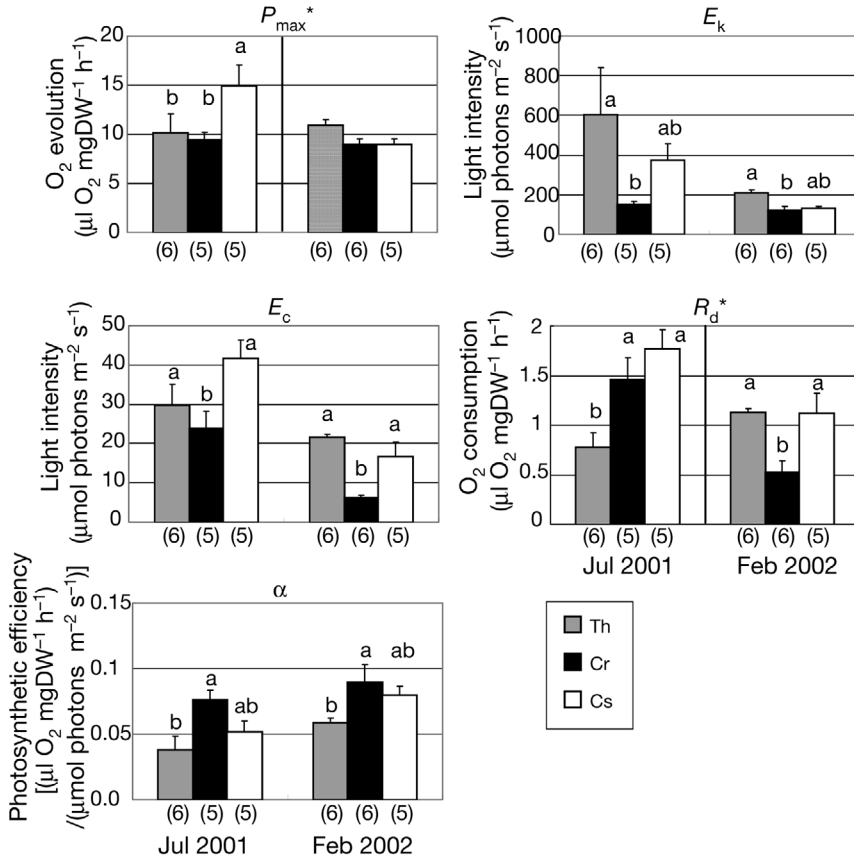 P_max*
O₂ evolution
(µl O₂ mgDW⁻¹ h⁻¹)
20
15
10
5
0
b b a
(6) (5) (5) (6) (6) (5)
E_k
Light intensity
(µmol photons m⁻² s⁻¹)
1000
800
600
400
200
0
a b ab a b ab
(6) (5) (5) (6) (6) (5)
E_c
Light intensity
(µmol photons m⁻² s⁻¹)
50
40
30
20
10
0
a b a a b a
(6) (5) (5) (6) (6) (5)
R_d*
O₂ consumption
(µl O₂ mgDW⁻¹ h⁻¹)
2
1.5
1
0.5
0
b a a a b a
(6) (5) (5) (6) (6) (5)
Jul 2001 Feb 2002
α
Photosynthetic efficiency
[(µl O₂ mgDW⁻¹ h⁻¹)
/(µmol photons m⁻² s⁻¹)]
0.15
0.1
0.05
0.0
b a ab b a ab
(6) (5) (5) (6) (6) (5)
Jul 2001 Feb 2002
Th
Cr
Cs